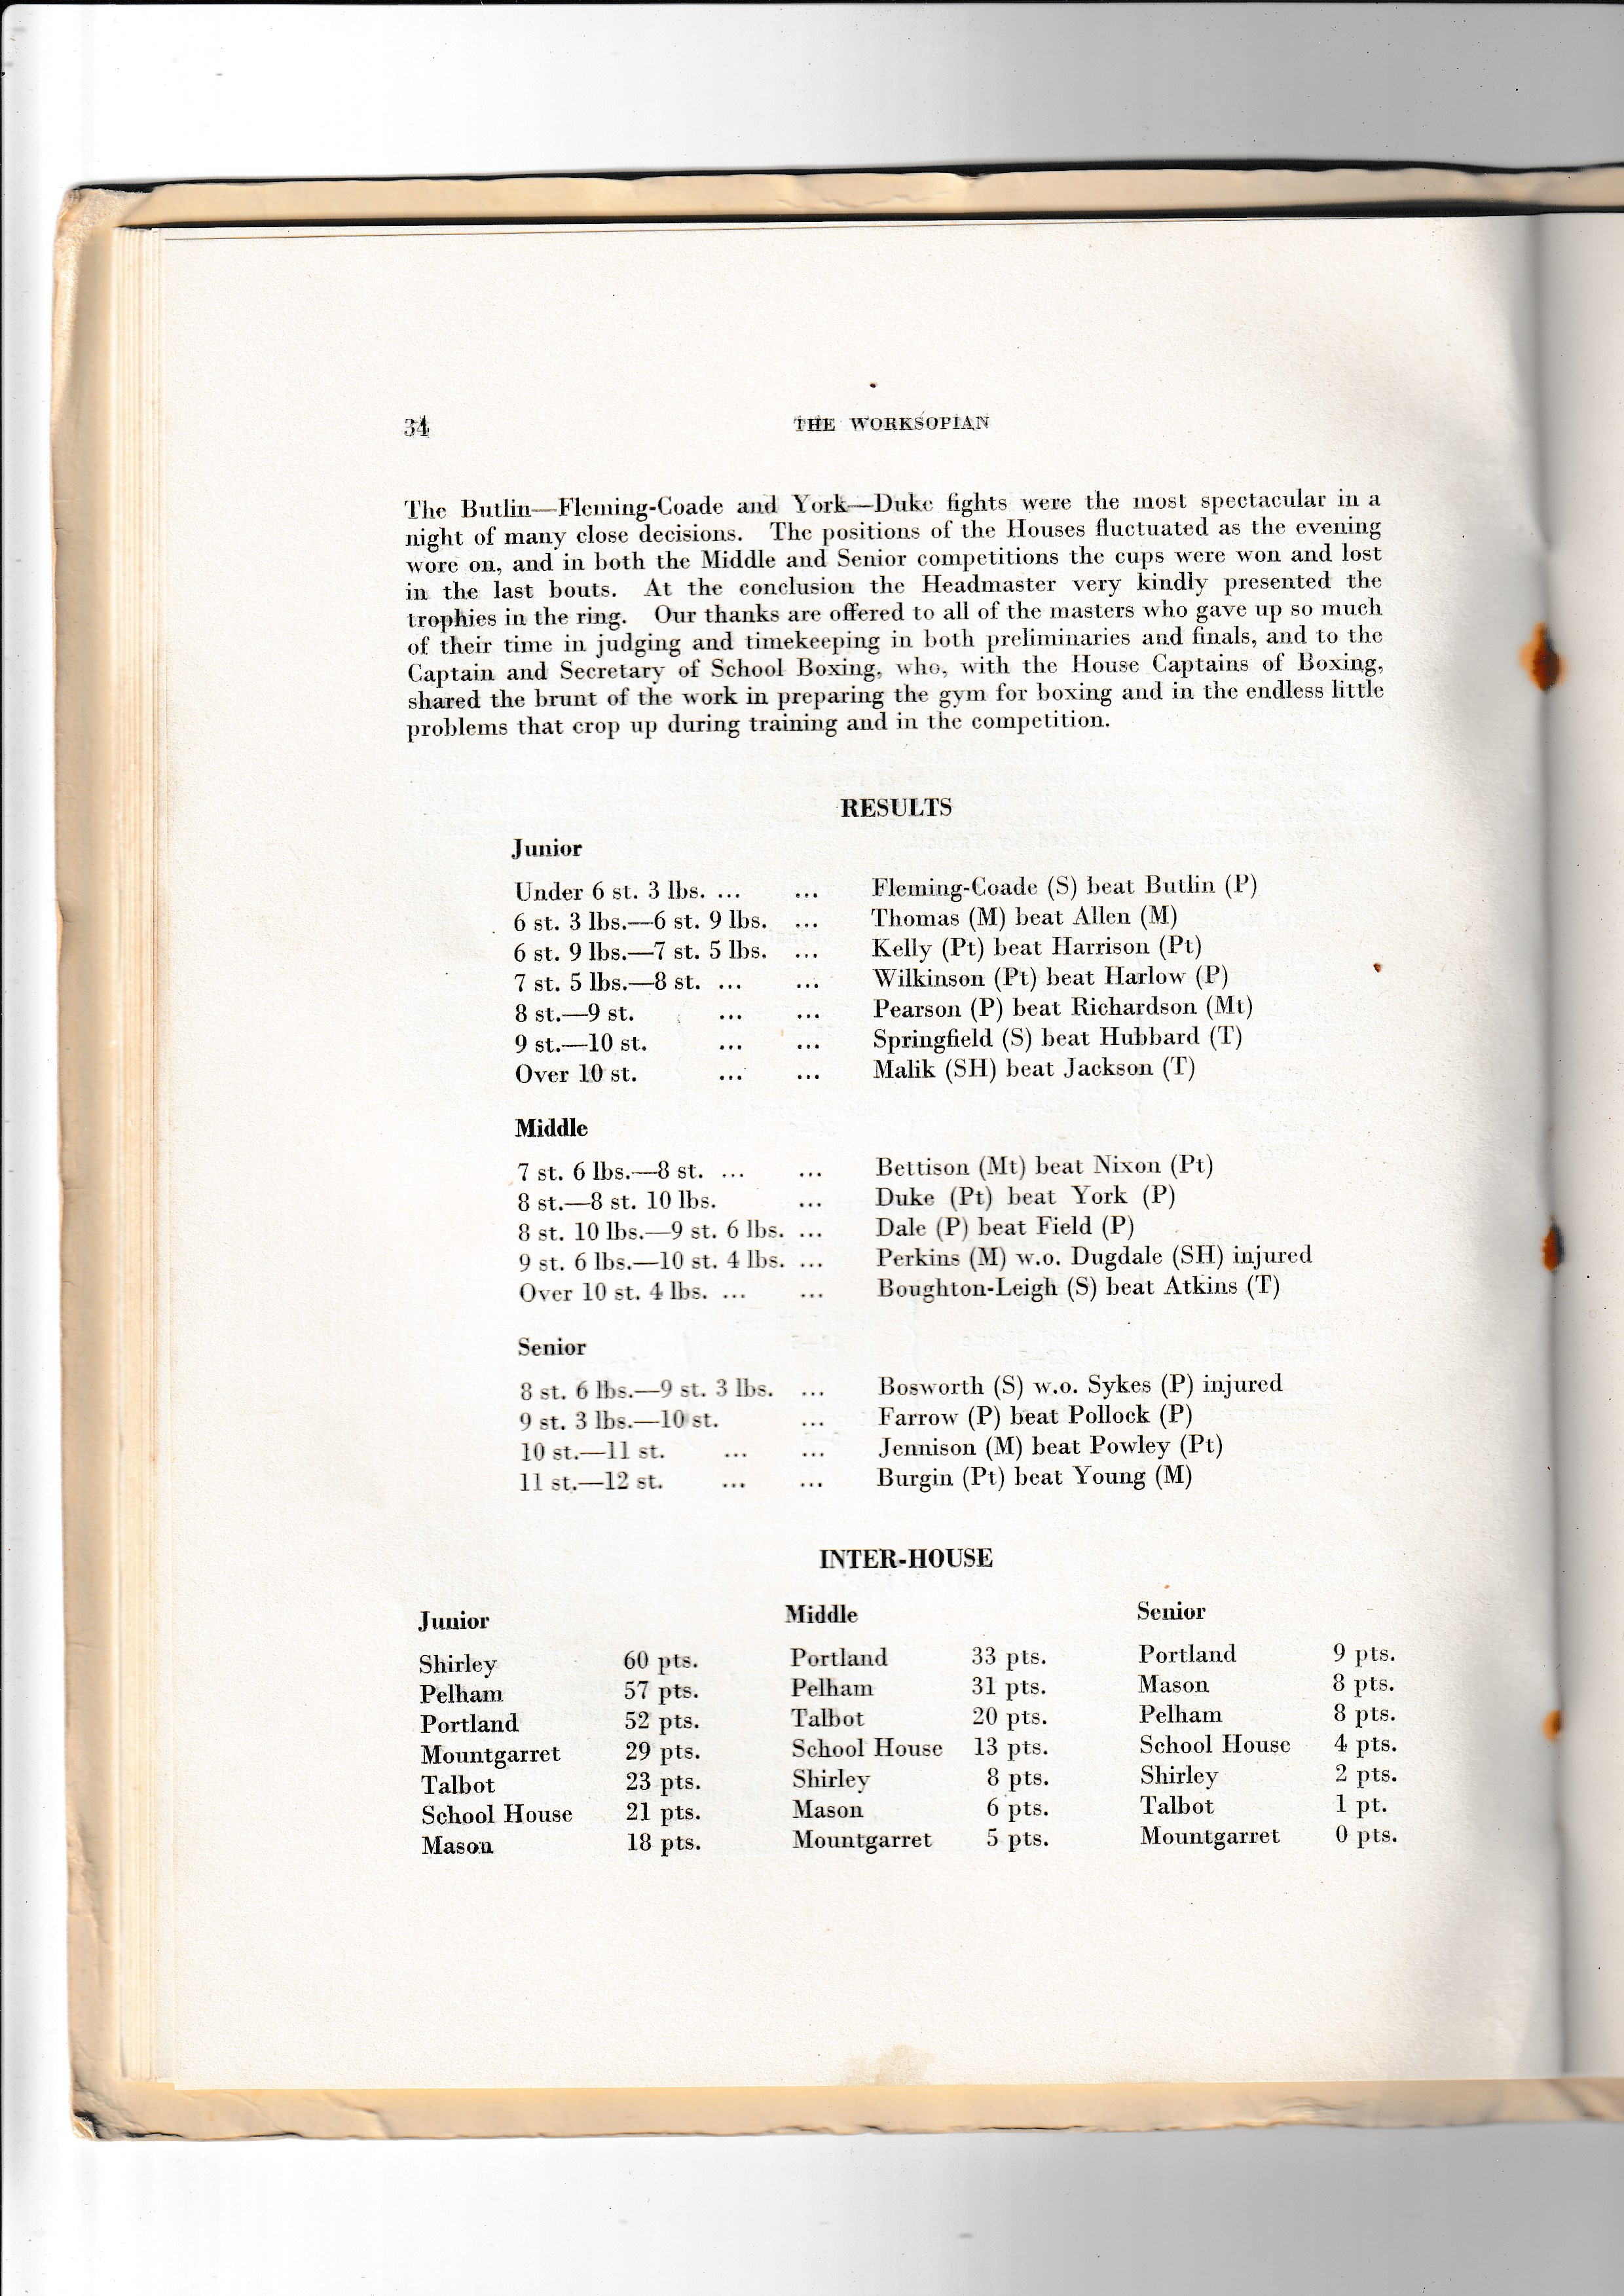 34 THE WORKSOPIAN
The Butlin—Fleming-Coade and York—Duke fights were the most spectacular in a
night of many close decisions. The positions of the Houses fluctuated as the evening
wore on, and in both the Middle and Senior competitions the cups were won and lost
in the last bouts. At the conclusion the Headmaster very kindly presented the
trophies in the ring. Our thanks are offered to all of the masters who gave up so much
of their time in judging and timekeeping in both preliminaries and finals, and to the
Captain and Secretary of School Boxing, who, with the House Captains of Boxing,
shared the brunt of the work in preparing the gym for boxing and in the endless little
problems that crop up during training and in the competition.
RESULTS
Junior
Under 6 st. 3 lbs. ... ... Fleming-Coade (S) beat Butlin (P)
6 st. 3 lbs.—6 st. 9 lbs. ... Thomas (M) beat Allen (M)
6 st. 9 lbs.—7 st. 5 lbs. ... Kelly (Pt) beat Harrison (Pt)
7 st. 5 lbs.—8 st. ... ... Wilkinson (Pt) beat Harlow (P)
8 st.—9 st. ... ... Pearson (P) beat Richardson (Mt)
9 st.—10 st. ... ... Springfield (S) beat Hubbard (T)
Over 10 st. ... ... Malik (SH) beat Jackson (T)
Middle
7 st. 6 lbs.—8 st. ... ... Bettison (Mt) beat Nixon (Pt)
8 st.—8 st. 10 lbs. ... Duke (Pt) beat York (P)
8 st. 10 lbs.—9 st. 6 lbs. ... Dale (P) beat Field (P)
9 st. 6 lbs.—10 st. 4 lbs. ... Perkins (M) w.o. Dugdale (SH) injured
Over 10 st. 4 lbs. ... ... Boughton-Leigh (S) beat Atkins (T)
Senior
8 st. 6 lbs.—9 st. 3 lbs. ... Bosworth (S) w.o. Sykes (P) injured
9 st. 3 lbs.—10 st. ... Farrow (P) beat Pollock (P)
10 st.—11 st. ... ... Jennison (M) beat Powley (Pt)
11 st.—12 st. ... ... Burgin (Pt) beat Young (M)
INTER-HOUSE
Junior Middle Senior
Shirley 60 pts. Portland 33 pts. Portland 9 pts.
Pelham 57 pts. Pelham 31 pts. Mason 8 pts.
Portland 52 pts. Talbot 20 pts. Pelham 8 pts.
Mountgarret 29 pts. School House 13 pts. School House 4 pts.
Talbot 23 pts. Shirley 8 pts. Shirley 2 pts.
School House 21 pts. Mason 6 pts. Talbot 1 pt.
Mason 18 pts. Mountgarret 5 pts. Mountgarret 0 pts.